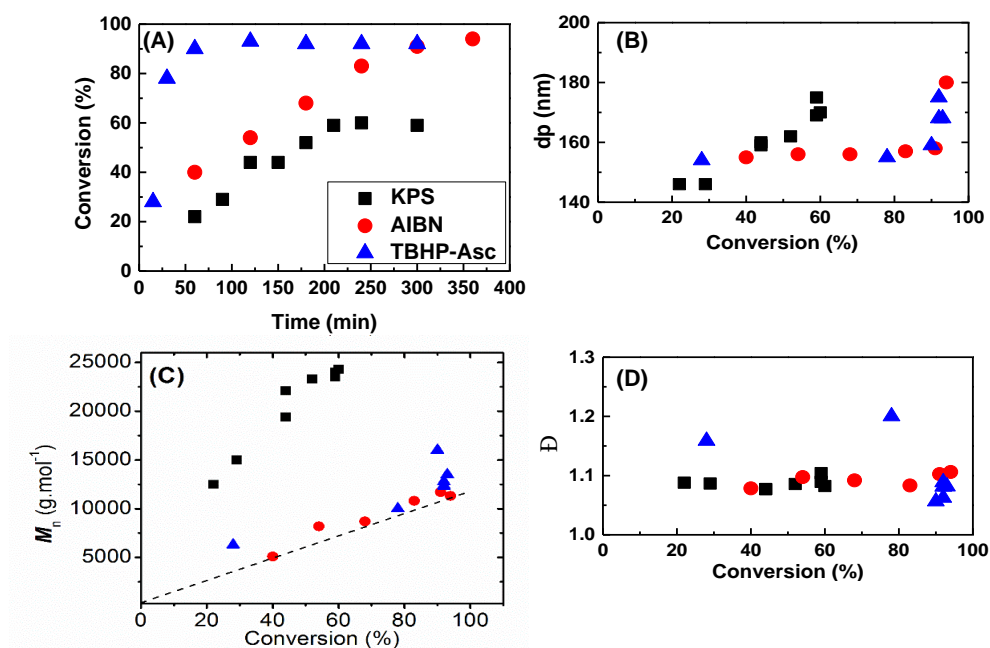 (A)
Conversion (%)
100
80
60
40
20
0
KPS
AIBN
TBHP-Asc
0 50 100 150 200 250 300 350 400
Time (min)
(B)
dp (nm)
200
180
160
140
0 20 40 60 80 100
Conversion (%)
(C)
Mn (g.mol-1)
25000
20000
15000
10000
5000
0 20 40 60 80 100
Conversion (%)
(D)
Đ
1.3
1.2
1.1
1.0
0 20 40 60 80 100
Conversion (%)